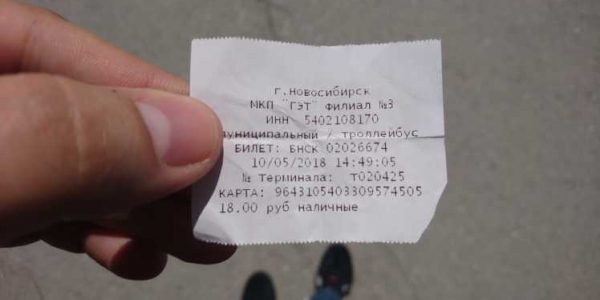 г.Новосибирск
МКП "ГЭТ" Филиал №3
ИНН 5402108170
муниципальный / троллейбус
БИЛЕТ: БНСК 02026674
10/05/2018 14:49:05
№ Терминала: Т020425
КАРТА: 9643105403309574505
18.00 руб наличные